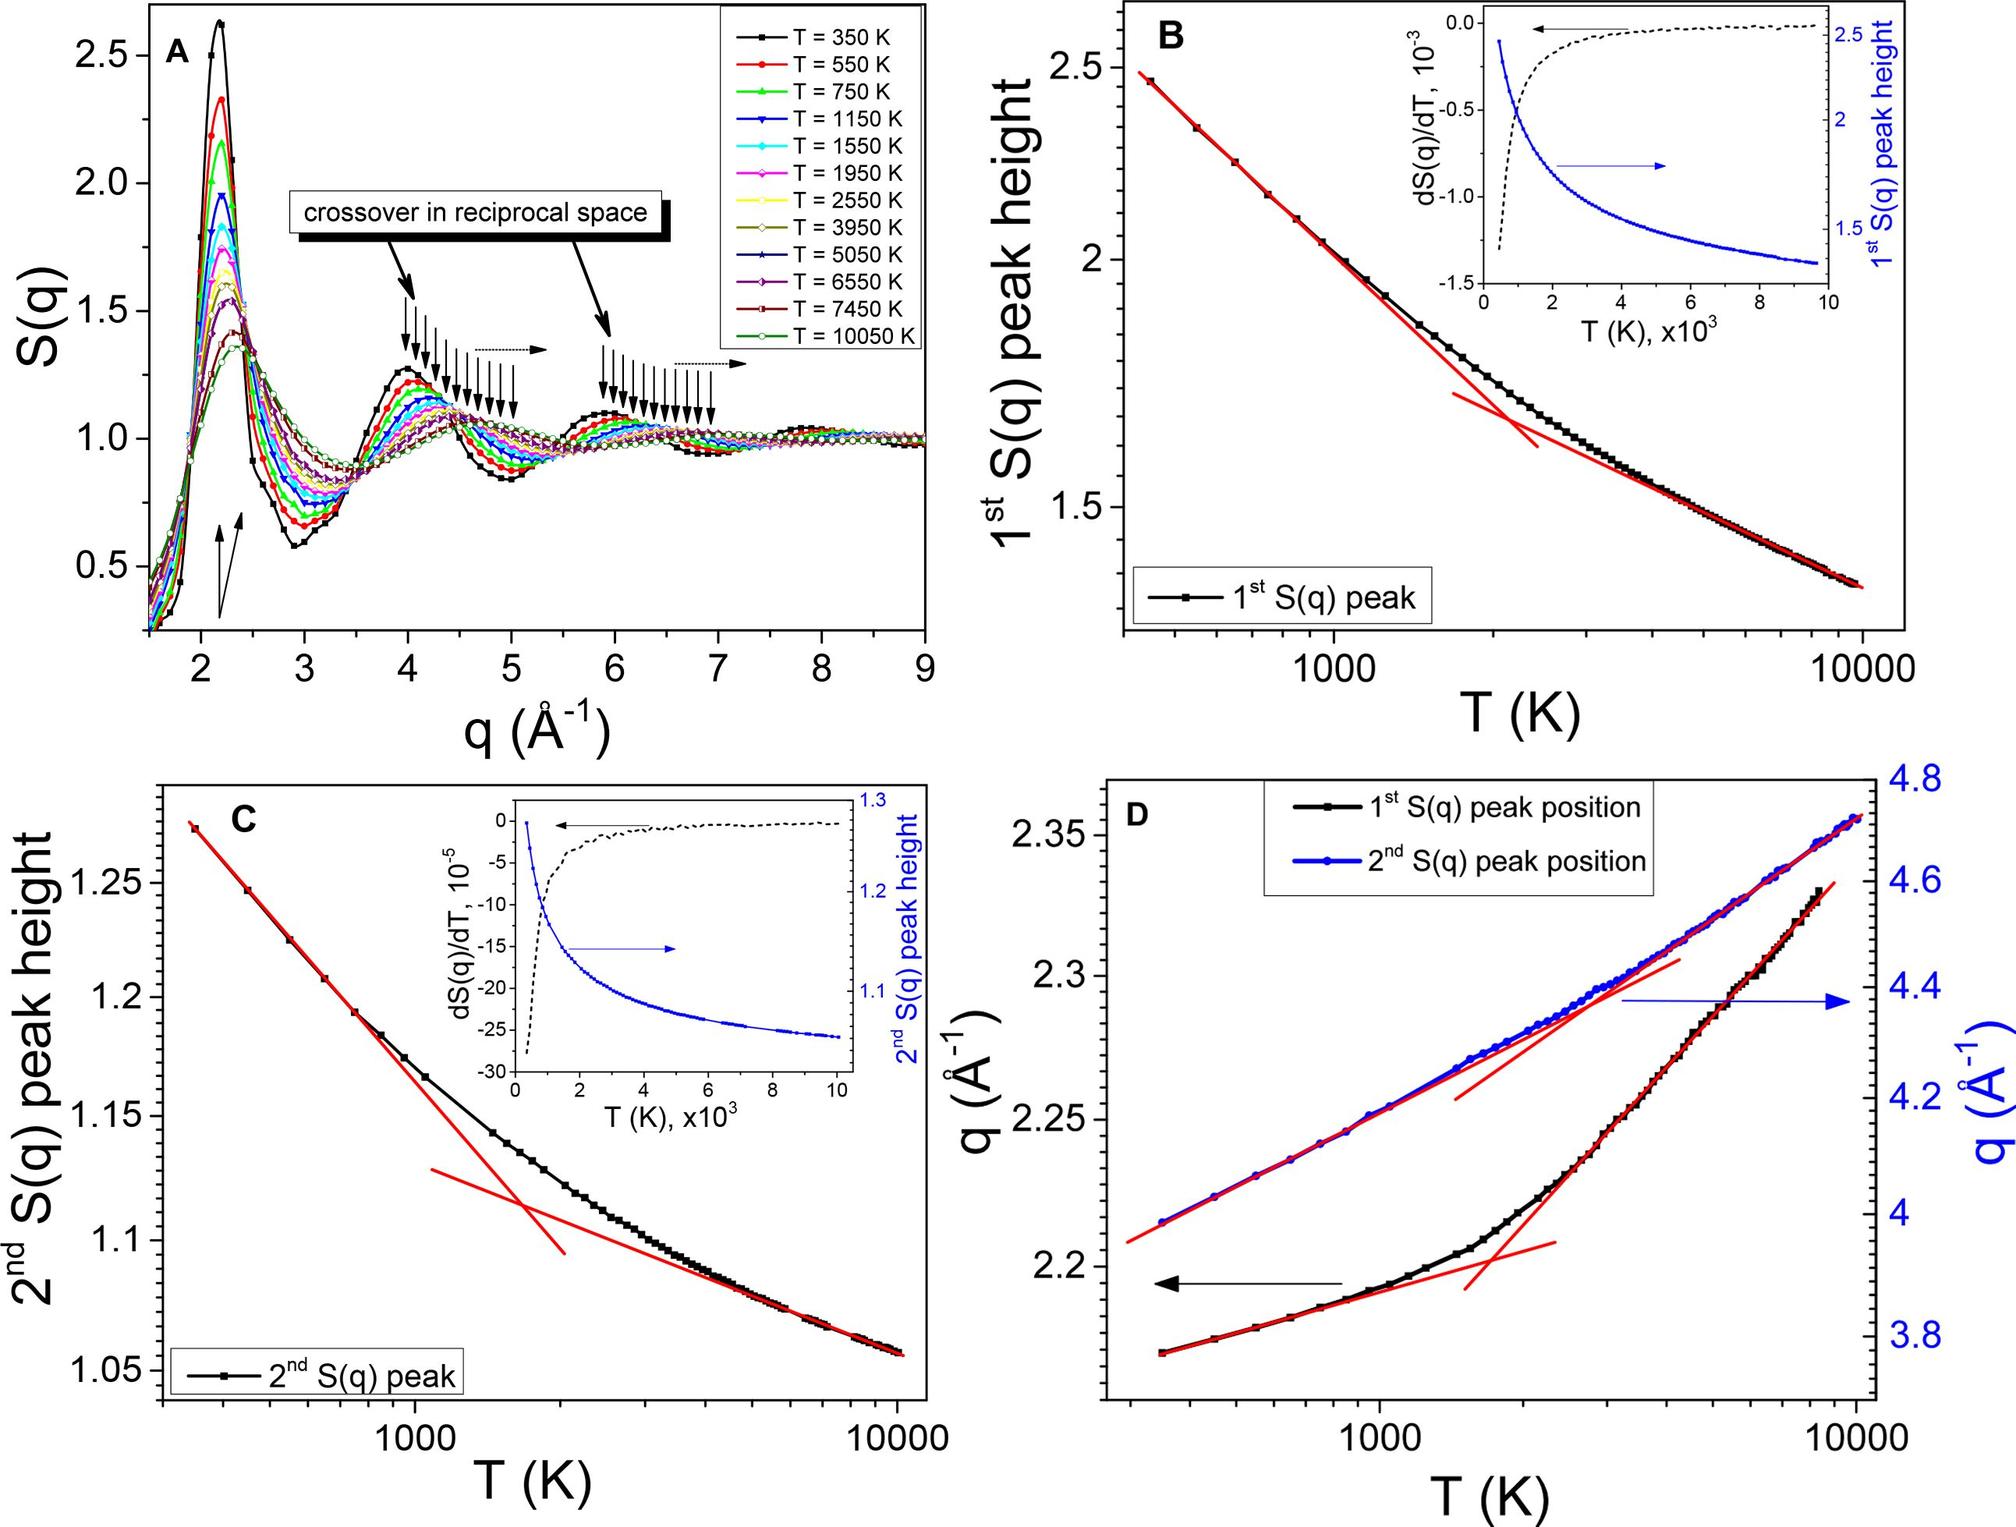 A
2.5
2.0
1.5
1.0
0.5
S(q)
2 3 4 5 6 7 8 9
q (Å⁻¹)
crossover in reciprocal space
T = 350 K
T = 550 K
T = 750 K
T = 1150 K
T = 1550 K
T = 1950 K
T = 2550 K
T = 3950 K
T = 5050 K
T = 6550 K
T = 7450 K
T = 10050 K
B
2.5
2
1.5
1ˢᵗ S(q) peak height
1ˢᵗ S(q) peak
1000 10000
T (K)
0.0
-0.5
-1.0
-1.5
dS(q)/dT, 10⁻³
0 2 4 6 8 10
T (K), x10³
2.5
2
1.5
1ˢᵗ S(q) peak height
C
1.25
1.2
1.15
1.1
1.05
2ⁿᵈ S(q) peak height
2ⁿᵈ S(q) peak
1000 10000
T (K)
0
-5
-10
-15
-20
-25
-30
dS(q)/dT, 10⁻⁵
0 2 4 6 8 10
T (K), x10³
1.3
1.2
1.1
2ⁿᵈ S(q) peak height
D
1ˢᵗ S(q) peak position
2ⁿᵈ S(q) peak position
2.35
2.3
2.25
2.2
q (Å⁻¹)
1000 10000
T (K)
4.8
4.6
4.4
4.2
4
3.8
q (Å⁻¹)